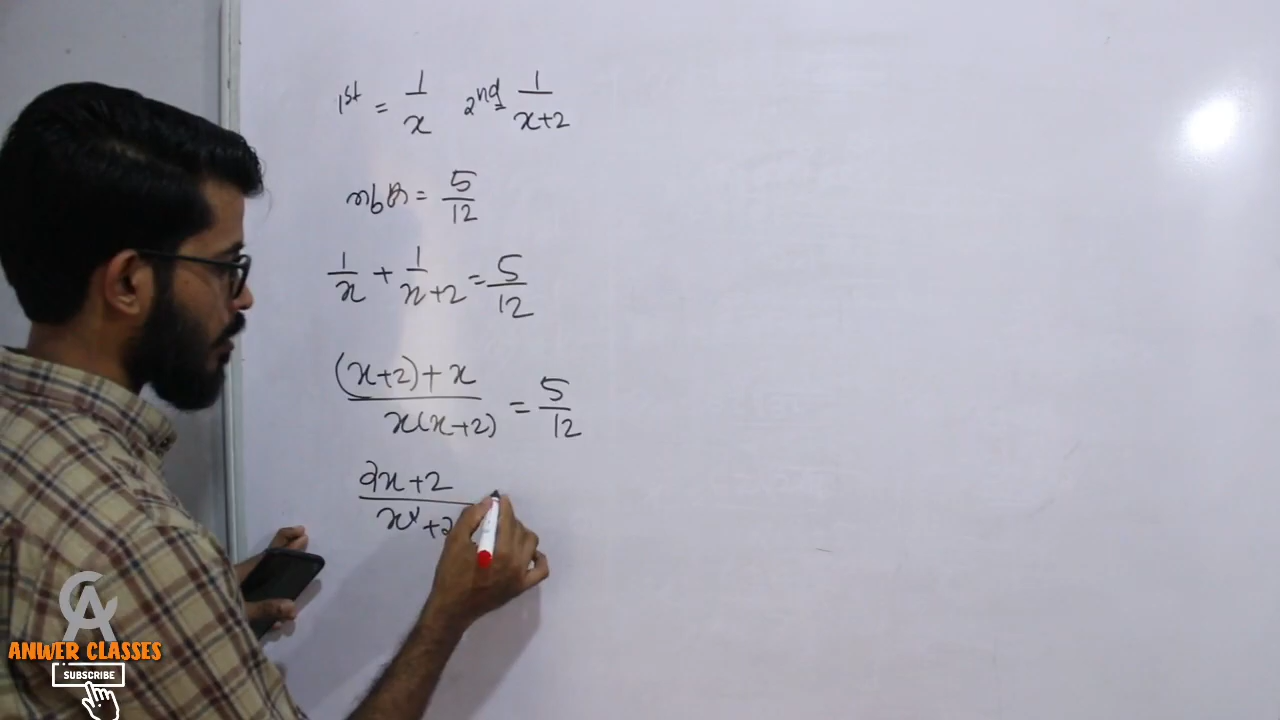 1st = 1/x 2nd = 1/x+2
= 5/12
1/x + 1/x+2 = 5/12
(x+2)+x / x(x+2) = 5/12
2x+2 / x² +2
ANWER CLASSES
SUBSCRIBE